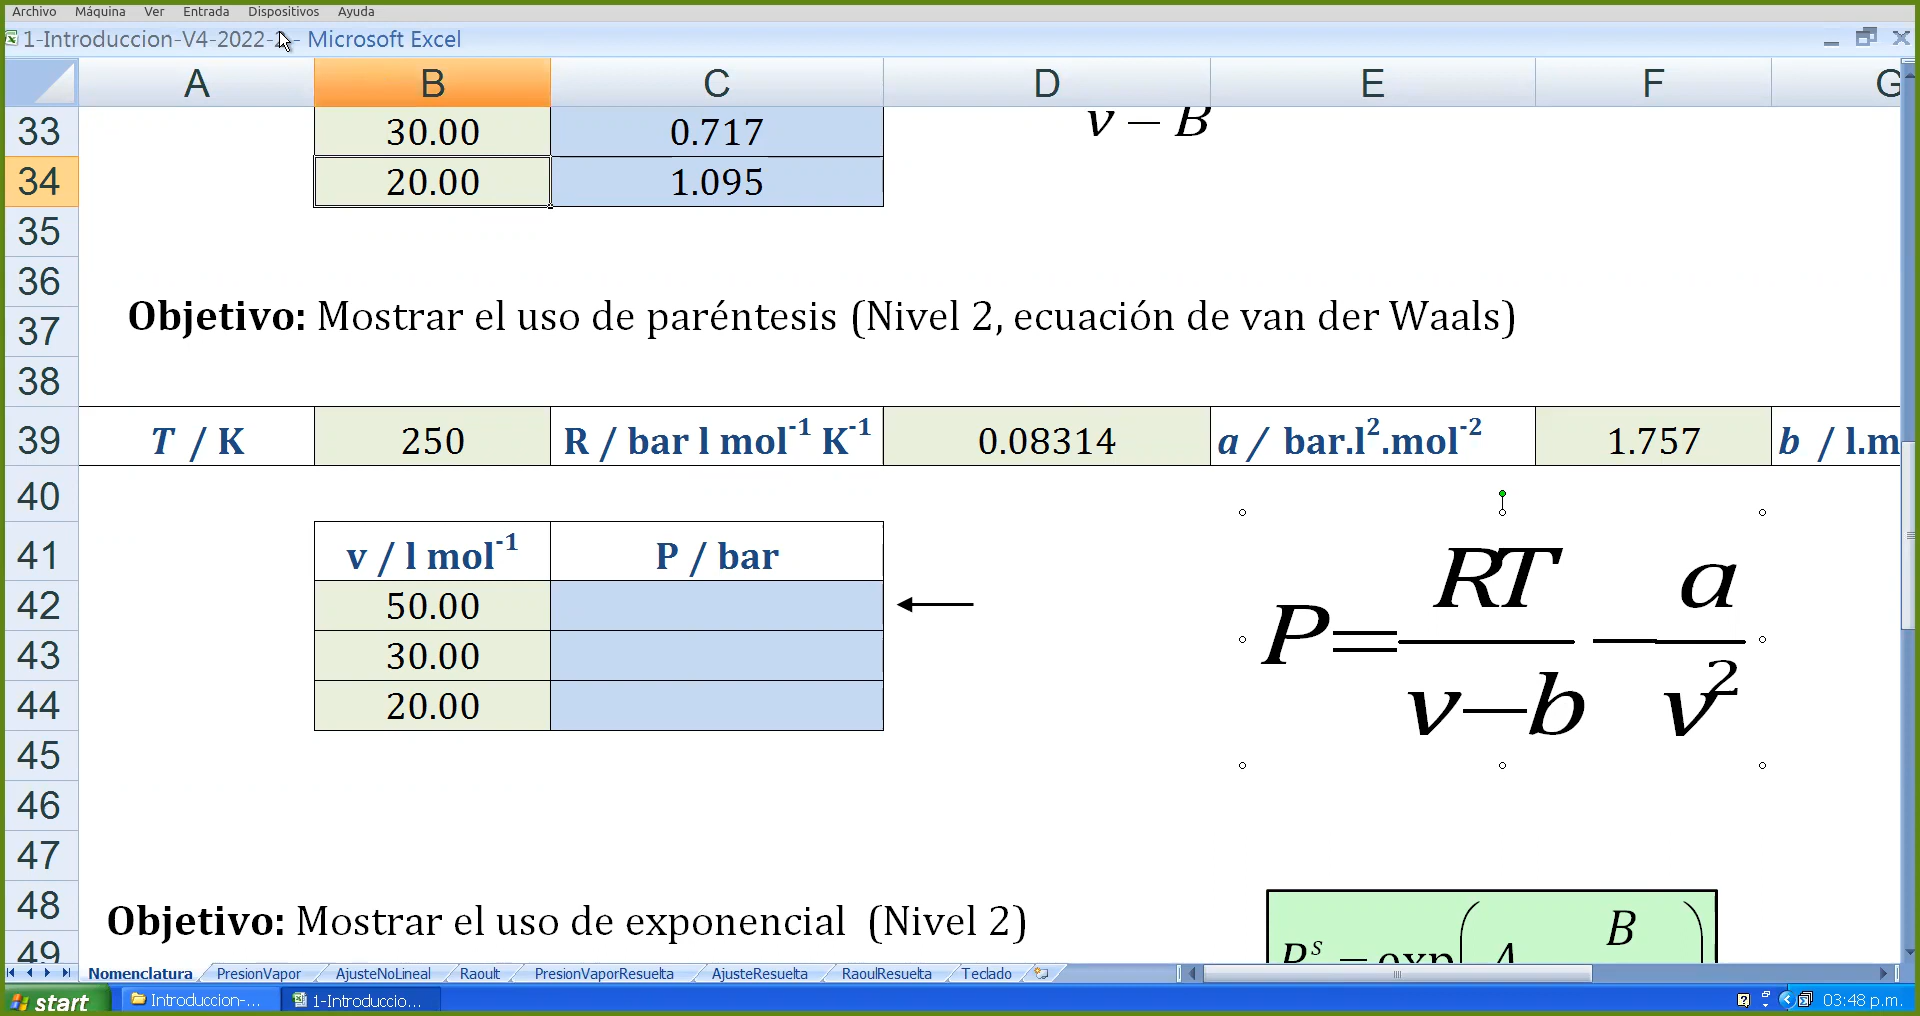 Archivo Máquina Ver Entrada Dispositivos Ayuda
1-Introduccion-V4-2022- - Microsoft Excel
A B C D E F G
33 30.00 0.717 v – B
34 20.00 1.095
35
36
37 Objetivo: Mostrar el uso de paréntesis (Nivel 2, ecuación de van der Waals)
38
39 T / K 250 R / bar l mol⁻¹ K⁻¹ 0.08314 a / bar.l².mol⁻² 1.757 b / l.m
40
41 v / l mol⁻¹ P / bar
42 50.00
43 30.00
44 20.00
P = RT / (v–b) – a / v²
45
46
47
48 Objetivo: Mostrar el uso de exponencial (Nivel 2)
49 Pˢ = exp( A B )
Nomenclatura PresionVapor AjusteNoLineal Raoult PresionVaporResuelta AjusteResuelta RaoulResuelta Teclado
start Introduccion-... 1-Introduccio... 03:48 p.m.